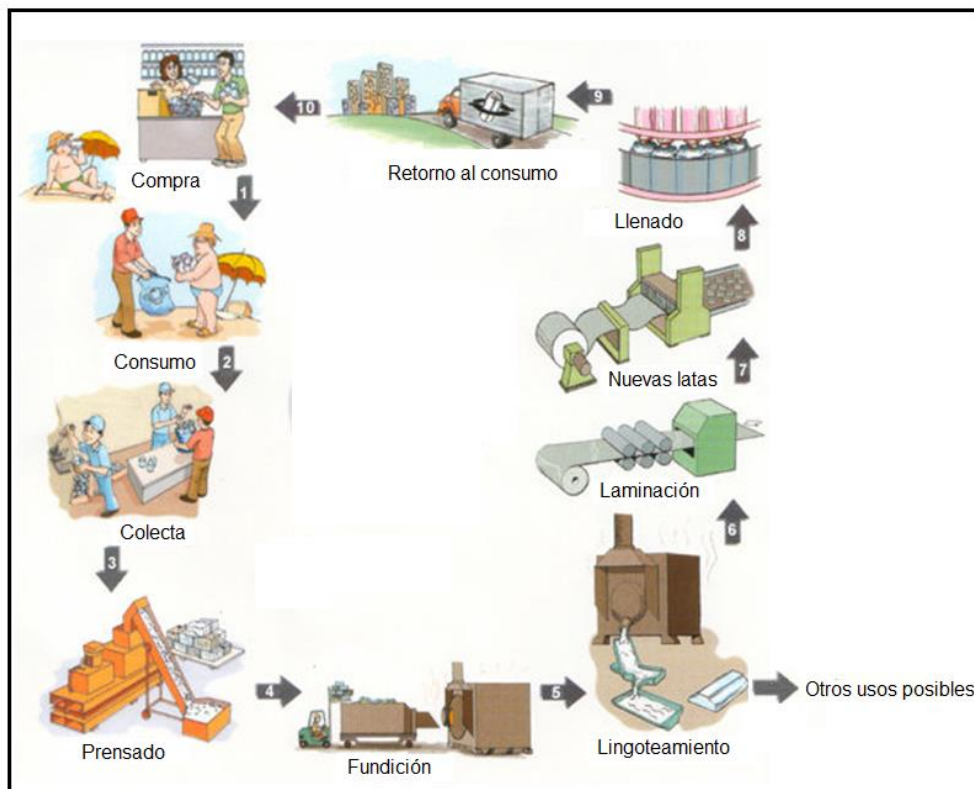 Compra
1
Consumo
2
Colecta
3
Prensado
4
Fundición
5
Lingoteamiento
Otros usos posibles
6
Laminación
7
Nuevas latas
8
Llenado
9
Retorno al consumo
10